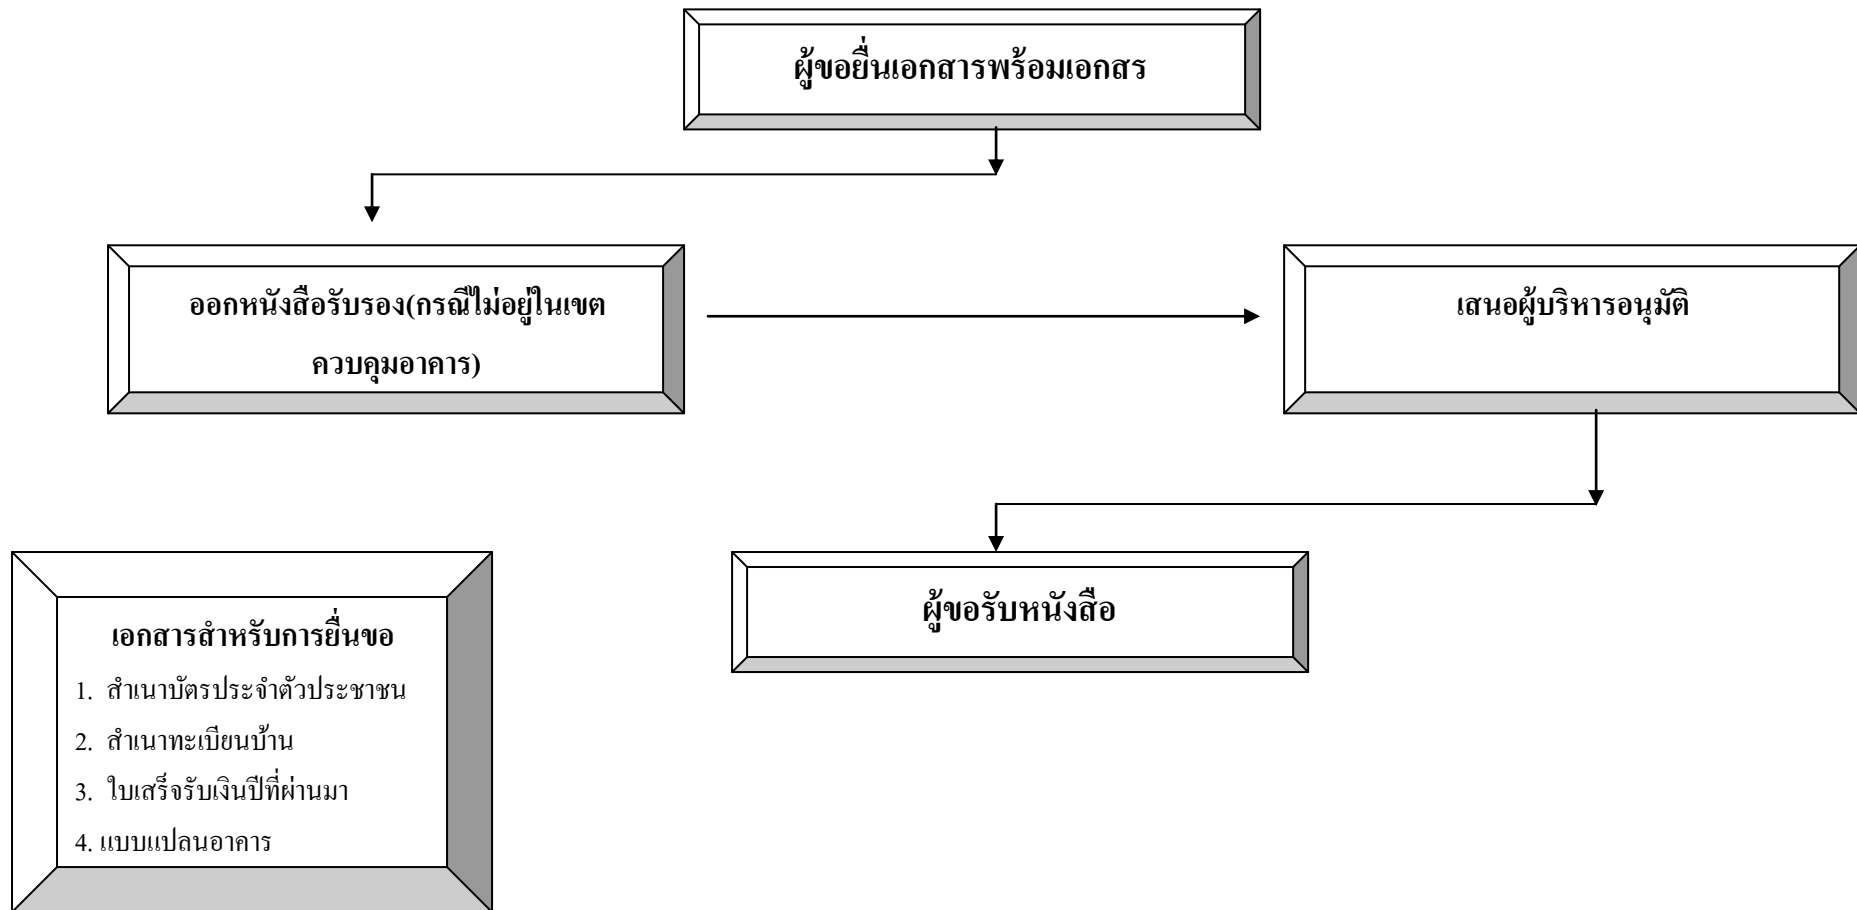 ผู้ขอยื่นเอกสารพร้อมเอกสร
ออกหนังสือรับรอง(กรณีไม่อยู่ในเขต
ควบคุมอาคาร)
เสนอผู้บริหารอนุมัติ
ผู้ขอรับหนังสือ
เอกสารสำหรับการยื่นขอ
1. สำเนาบัตรประจำตัวประชาชน
2. สำเนาทะเบียนบ้าน
3. ใบเสร็จรับเงินปีที่ผ่านมา
4. แบบแปลนอาคาร